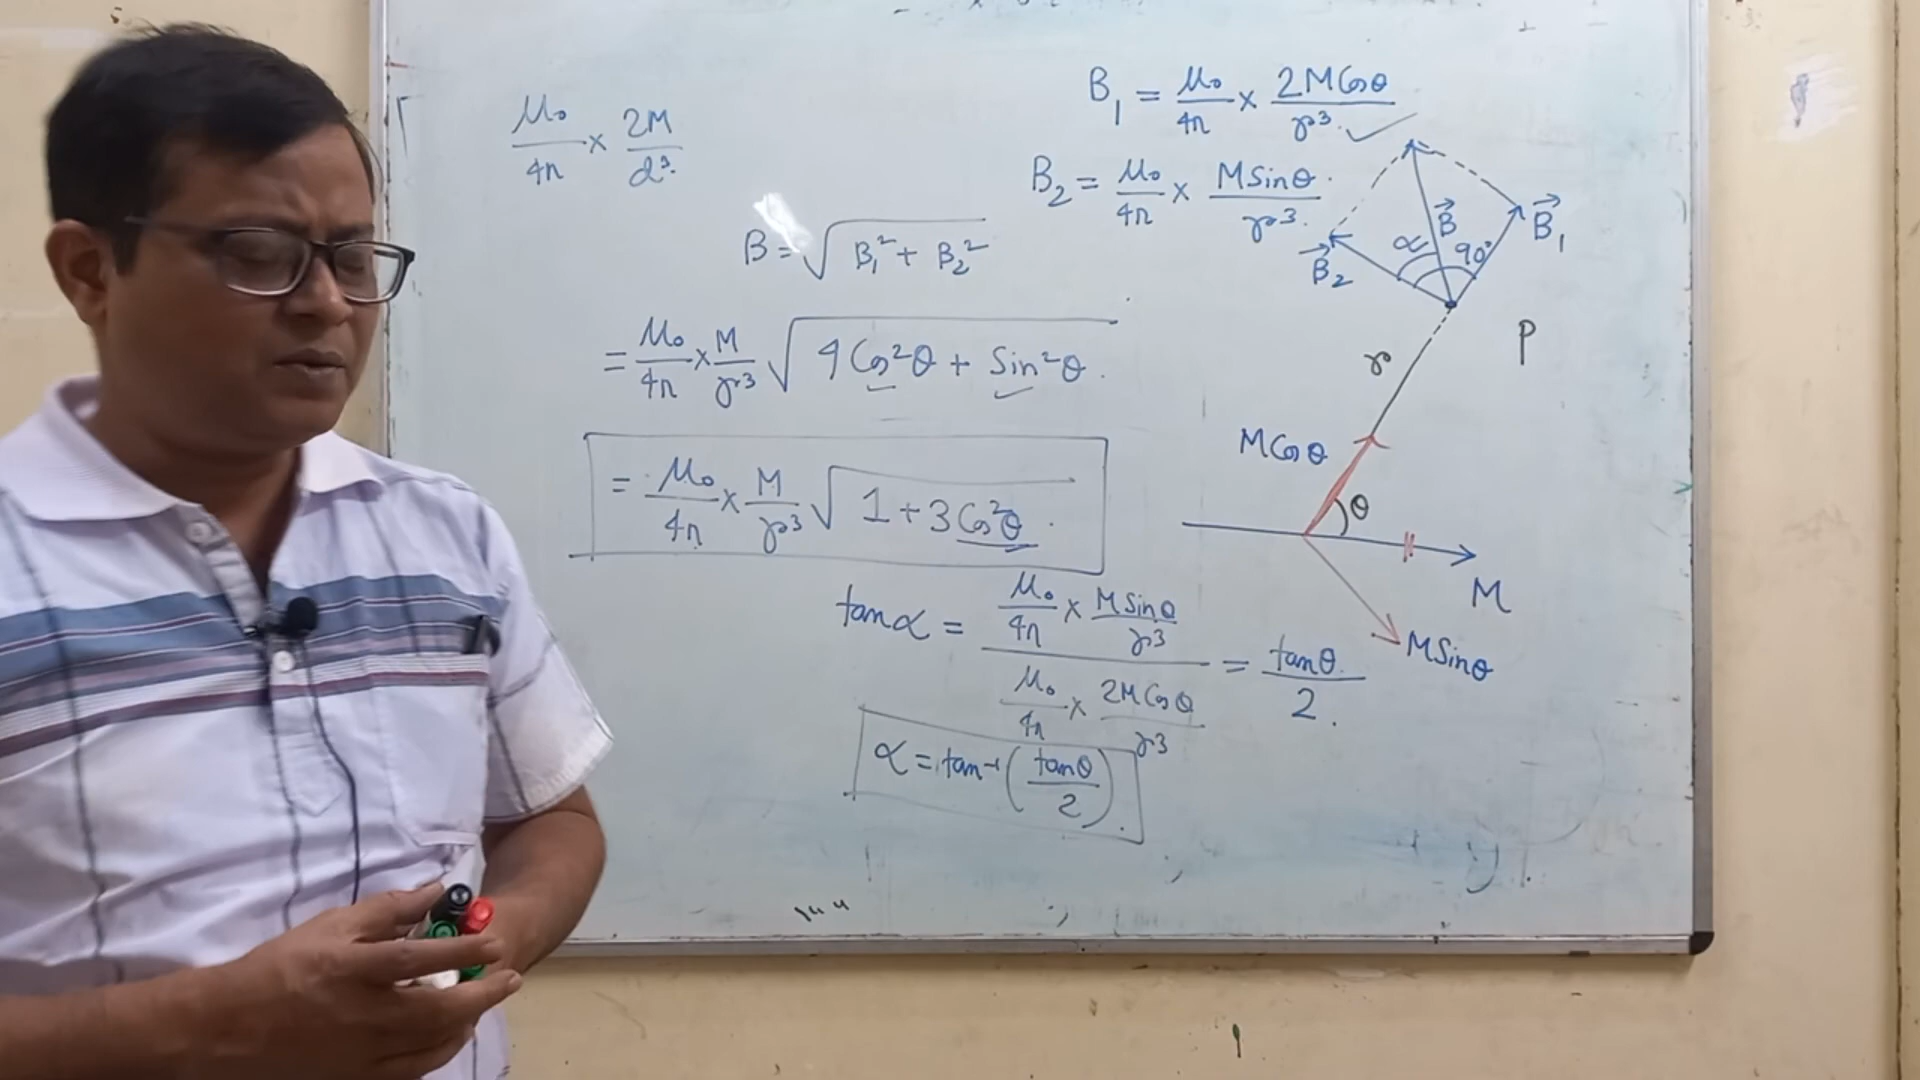 μ₀/4π × 2M/d³
B₁ = μ₀/4π × 2M Cosθ/r³
B₂ = μ₀/4π × M Sinθ/r³
B = √(B₁² + B₂²)
= μ₀/4π × M/r³ √(4 Cos²θ + Sin²θ)
= μ₀/4π × M/r³ √(1 + 3 Cos²θ)
tanα = (μ₀/4π × M Sinθ/r³)/(μ₀/4π × 2M Cosθ/r³) = tanθ/2
α = tan⁻¹(tanθ/2)
B⃗
B⃗₁
B⃗₂
α
90°
P
r
M Cosθ
θ
M
M Sinθ